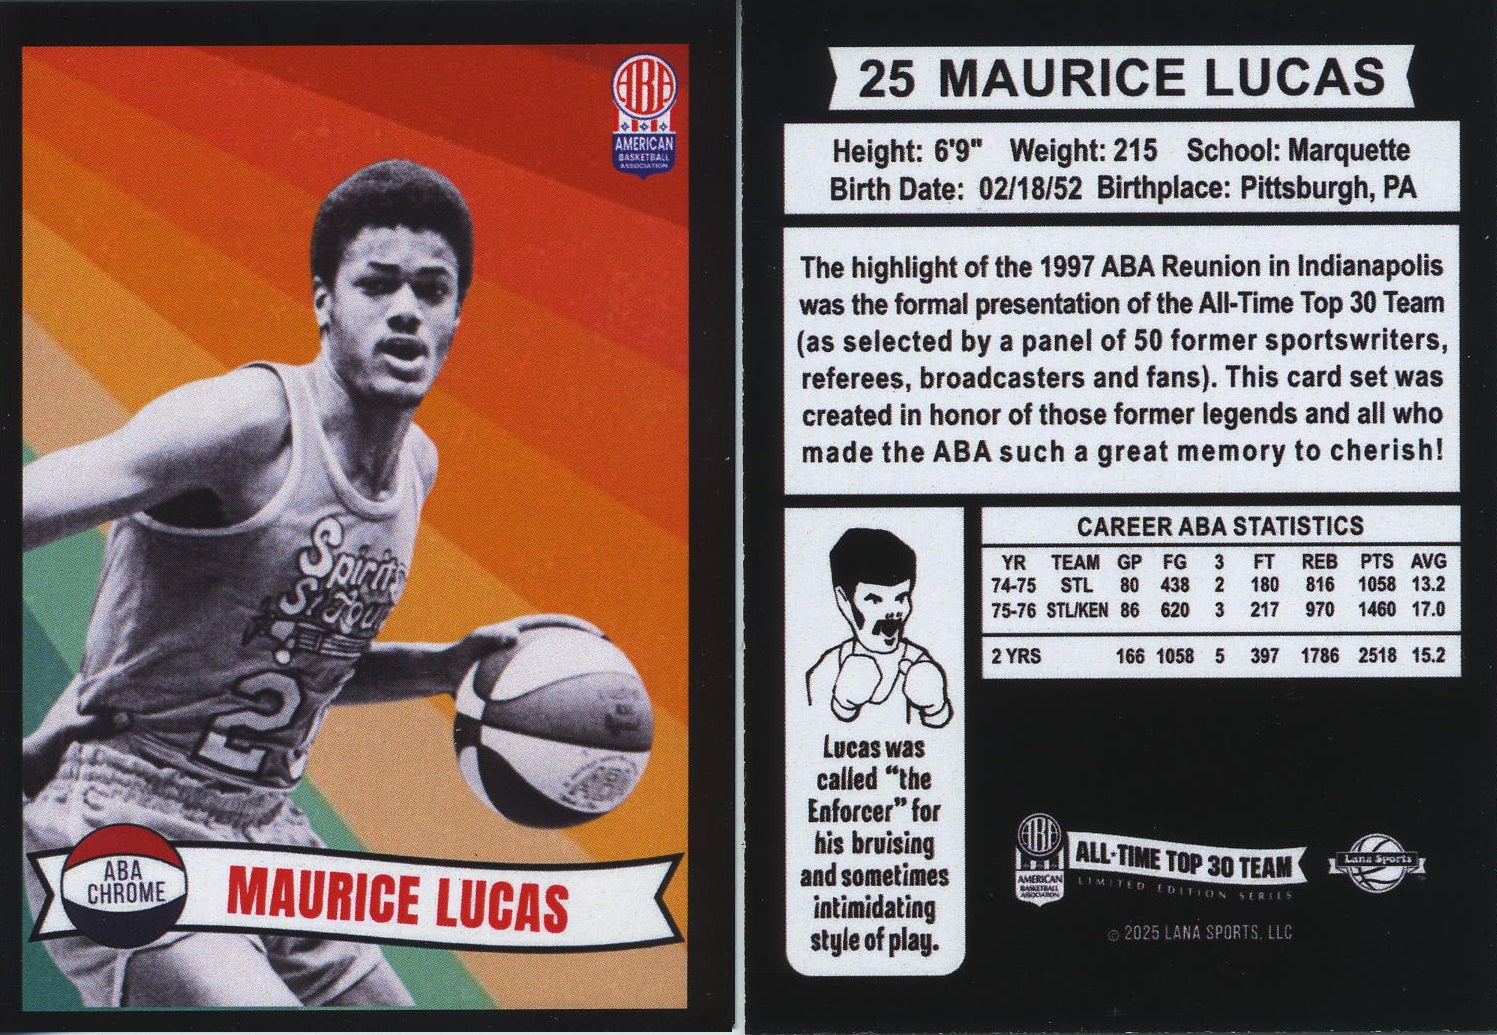 ABA
AMERICAN
BASKETBALL
ASSOCIATION
Spirits
St. Louis
2
ABA
CHROME
MAURICE LUCAS
25 MAURICE LUCAS
Height: 6'9" Weight: 215 School: Marquette
Birth Date: 02/18/52 Birthplace: Pittsburgh, PA
The highlight of the 1997 ABA Reunion in Indianapolis
was the formal presentation of the All-Time Top 30 Team
(as selected by a panel of 50 former sportswriters,
referees, broadcasters and fans). This card set was
created in honor of those former legends and all who
made the ABA such a great memory to cherish!
CAREER ABA STATISTICS
YR TEAM GP FG 3 FT REB PTS AVG
74-75 STL 80 438 2 180 816 1058 13.2
75-76 STL/KEN 86 620 3 217 970 1460 17.0
2 YRS 166 1058 5 397 1786 2518 15.2
Lucas was
called "the
Enforcer" for
his bruising
and sometimes
intimidating
style of play.
ABA
AMERICAN
BASKETBALL
ASSOCIATION
ALL-TIME TOP 30 TEAM
LIMITED EDITION SERIES
Lana Sports
© 2025 LANA SPORTS, LLC